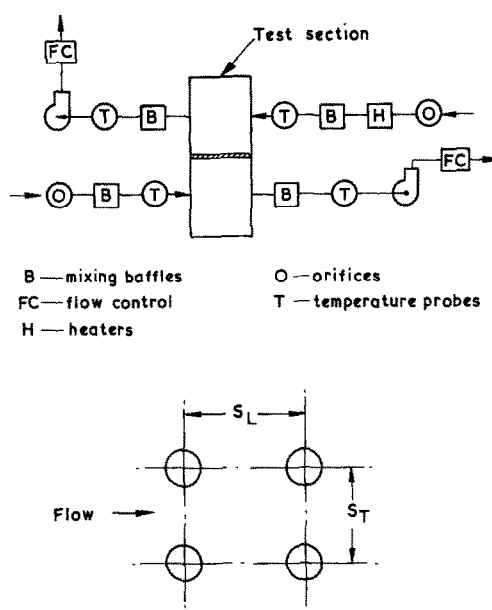 Test section
FC
T
B
T
B
H
O
FC
O
B
T
B
T
B — mixing baffles
O — orifices
FC — flow control
T — temperature probes
H — heaters
S_L
Flow
S_T